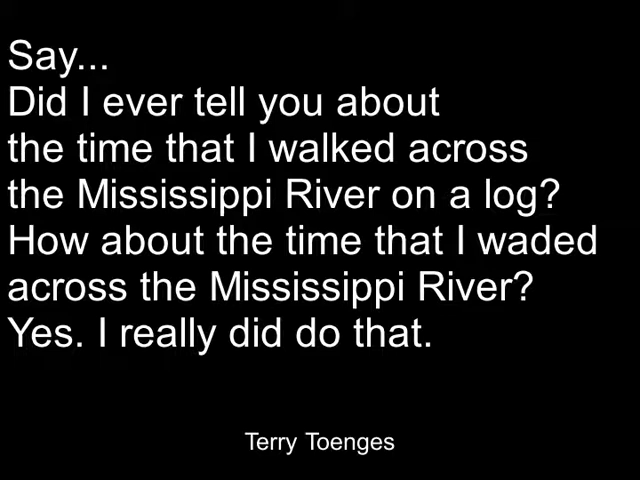 Say...
Did I ever tell you about
the time that I walked across
the Mississippi River on a log?
How about the time that I waded
across the Mississippi River?
Yes. I really did do that.
Terry Toenges